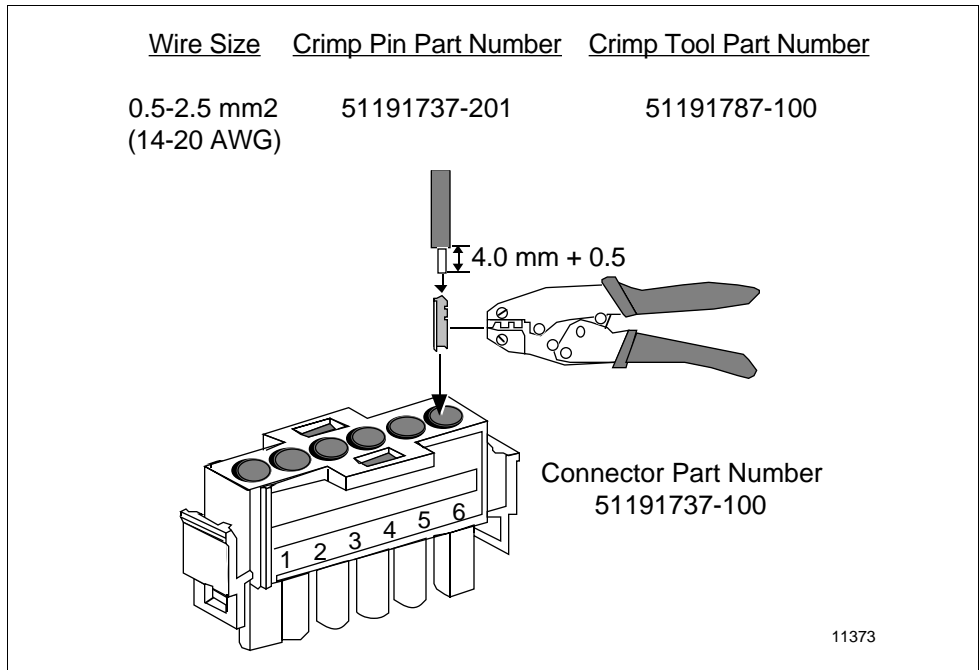 Wire Size Crimp Pin Part Number Crimp Tool Part Number
0.5-2.5 mm2 51191737-201 51191787-100
(14-20 AWG)
4.0 mm + 0.5
Connector Part Number
51191737-100
1 2 3 4 5 6
11373